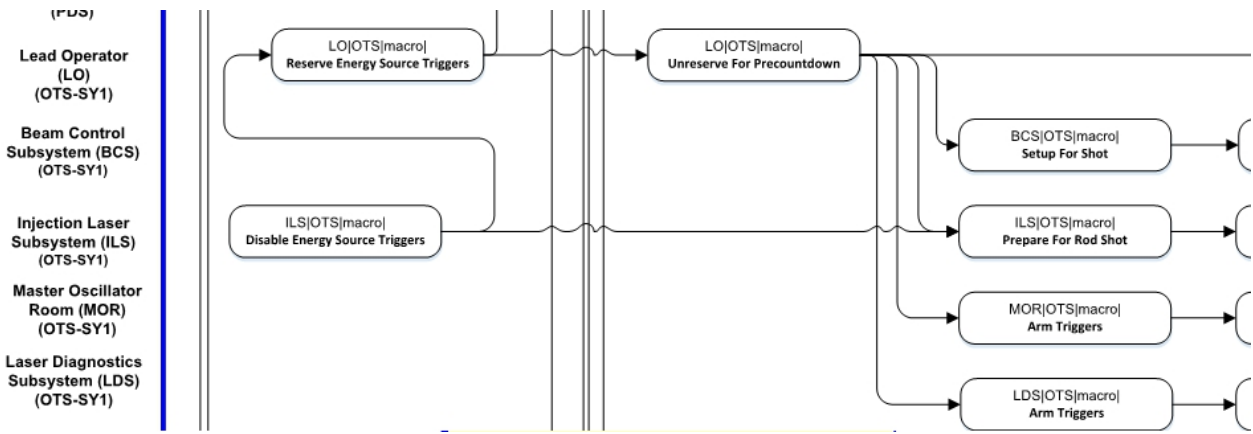 (PDS)
Lead Operator
(LO)
(OTS-SY1)
LO|OTS|macro|
Reserve Energy Source Triggers
LO|OTS|macro|
Unreserve For Precountdown
Beam Control
Subsystem (BCS)
(OTS-SY1)
BCS|OTS|macro|
Setup For Shot
Injection Laser
Subsystem (ILS)
(OTS-SY1)
ILS|OTS|macro|
Disable Energy Source Triggers
ILS|OTS|macro|
Prepare For Rod Shot
Master Oscillator
Room (MOR)
(OTS-SY1)
MOR|OTS|macro|
Arm Triggers
Laser Diagnostics
Subsystem (LDS)
(OTS-SY1)
LDS|OTS|macro|
Arm Triggers